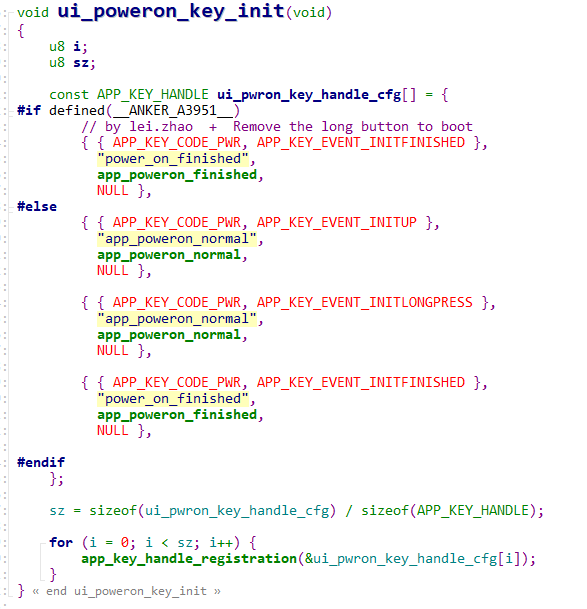 void ui_poweron_key_init(void)
{
    u8 i;
    u8 sz;

    const APP_KEY_HANDLE ui_pwron_key_handle_cfg[] = {
#if defined(__ANKER_A3951__)
        // by lei.zhao  +  Remove the long button to boot
        { { APP_KEY_CODE_PWR, APP_KEY_EVENT_INITFINISHED },
          "power_on_finished",
          app_poweron_finished,
          NULL },
#else
        { { APP_KEY_CODE_PWR, APP_KEY_EVENT_INITUP },
          "app_poweron_normal",
          app_poweron_normal,
          NULL },

        { { APP_KEY_CODE_PWR, APP_KEY_EVENT_INITLONGPRESS },
          "app_poweron_normal",
          app_poweron_normal,
          NULL },

        { { APP_KEY_CODE_PWR, APP_KEY_EVENT_INITFINISHED },
          "power_on_finished",
          app_poweron_finished,
          NULL },

#endif
    };

    sz = sizeof(ui_pwron_key_handle_cfg) / sizeof(APP_KEY_HANDLE);

    for (i = 0; i < sz; i++) {
        app_key_handle_registration(&ui_pwron_key_handle_cfg[i]);
    }
} « end ui_poweron_key_init »